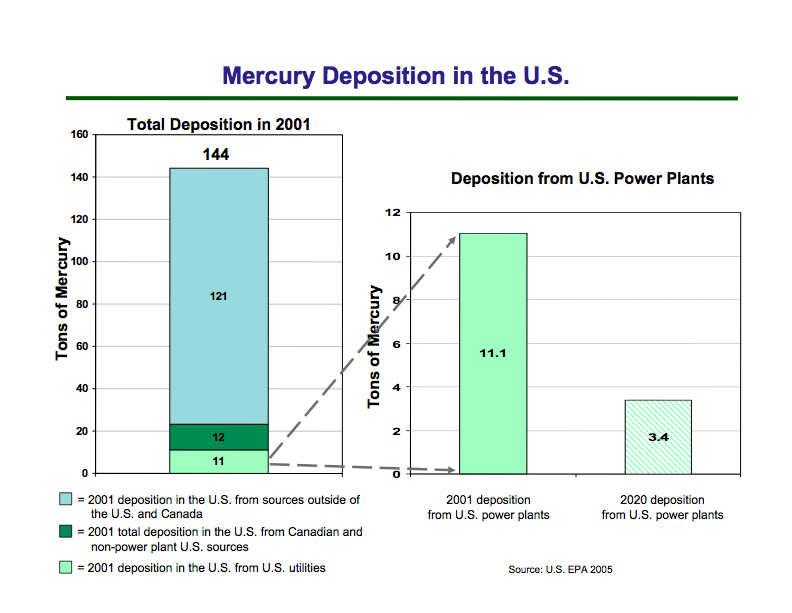 Mercury Deposition in the U.S.
Total Deposition in 2001
144
160
140
120
100
80
60
40
20
0
Tons of Mercury
121
12
11
Deposition from U.S. Power Plants
12
10
8
6
4
2
0
Tons of Mercury
11.1
3.4
2001 deposition
from U.S. power plants
2020 deposition
from U.S. power plants
= 2001 deposition in the U.S. from sources outside of
the U.S. and Canada
= 2001 total deposition in the U.S. from Canadian and
non-power plant U.S. sources
= 2001 deposition in the U.S. from U.S. utilities
Source: U.S. EPA 2005